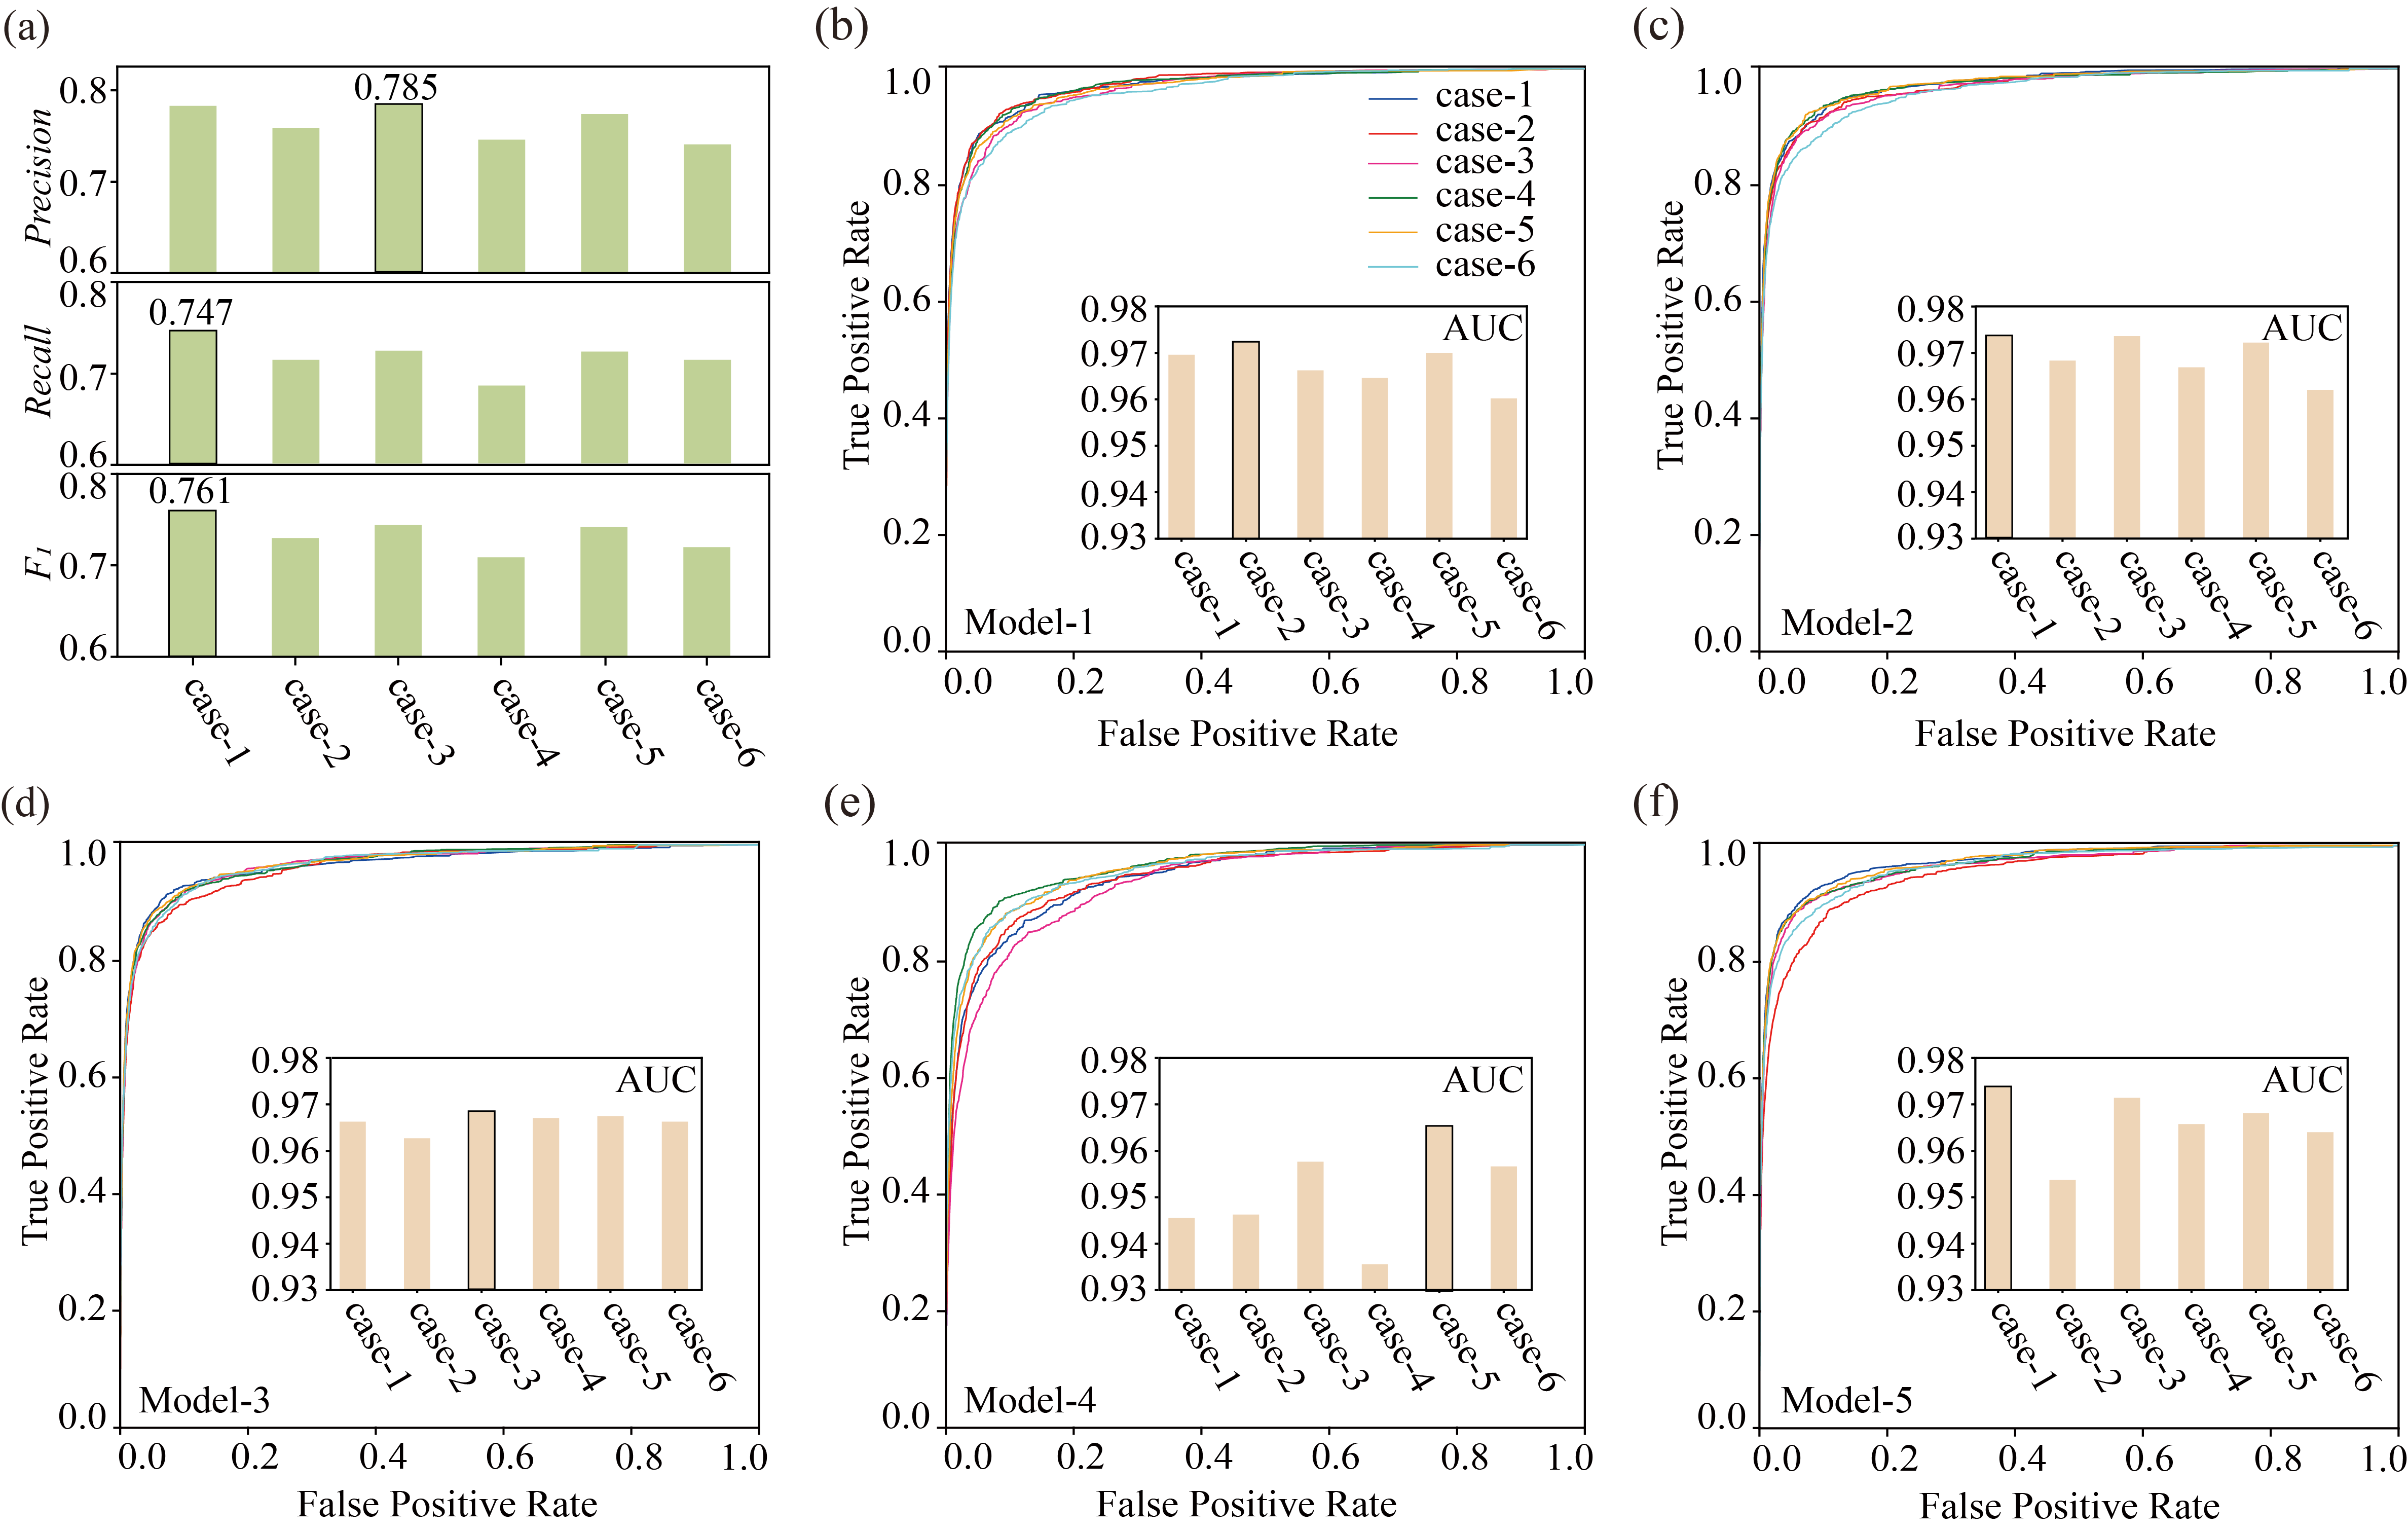 (a)
0.8
0.7
0.6
Precision
0.785
0.8
0.7
0.6
Recall
0.747
0.8
0.7
0.6
F1
0.761
case-1
case-2
case-3
case-4
case-5
case-6
(b)
1.0
0.8
0.6
0.4
0.2
0.0
True Positive Rate
case-1
case-2
case-3
case-4
case-5
case-6
AUC
0.98
0.97
0.96
0.95
0.94
0.93
case-1
case-2
case-3
case-4
case-5
case-6
Model-1
0.0
0.2
0.4
0.6
0.8
1.0
False Positive Rate
(c)
1.0
0.8
0.6
0.4
0.2
0.0
True Positive Rate
AUC
0.98
0.97
0.96
0.95
0.94
0.93
case-1
case-2
case-3
case-4
case-5
case-6
Model-2
0.0
0.2
0.4
0.6
0.8
1.0
False Positive Rate
(d)
1.0
0.8
0.6
0.4
0.2
0.0
True Positive Rate
AUC
0.98
0.97
0.96
0.95
0.94
0.93
case-1
case-2
case-3
case-4
case-5
case-6
Model-3
0.0
0.2
0.4
0.6
0.8
1.0
False Positive Rate
(e)
1.0
0.8
0.6
0.4
0.2
0.0
True Positive Rate
AUC
0.98
0.97
0.96
0.95
0.94
0.93
case-1
case-2
case-3
case-4
case-5
case-6
Model-4
0.0
0.2
0.4
0.6
0.8
1.0
False Positive Rate
(f)
1.0
0.8
0.6
0.4
0.2
0.0
True Positive Rate
AUC
0.98
0.97
0.96
0.95
0.94
0.93
case-1
case-2
case-3
case-4
case-5
case-6
Model-5
0.0
0.2
0.4
0.6
0.8
1.0
False Positive Rate